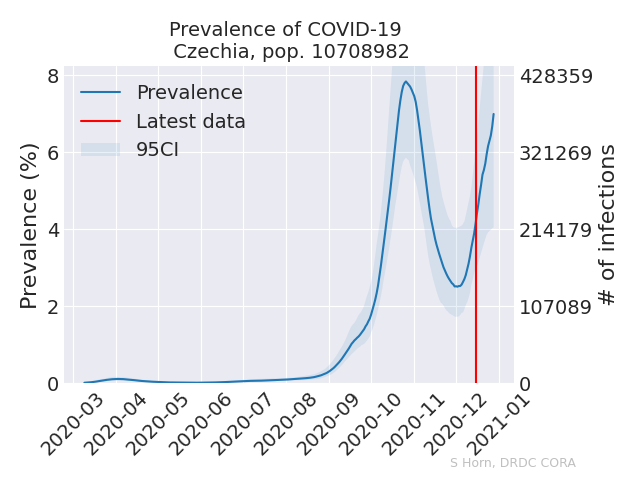 Prevalence of COVID-19
Czechia, pop. 10708982
Prevalence
Latest data
95CI
Prevalence (%)
8
6
4
2
0
428359
321269
214179
107089
0
# of infections
2020-03
2020-04
2020-05
2020-06
2020-07
2020-08
2020-09
2020-10
2020-11
2020-12
2021-01
S Horn, DRDC CORA